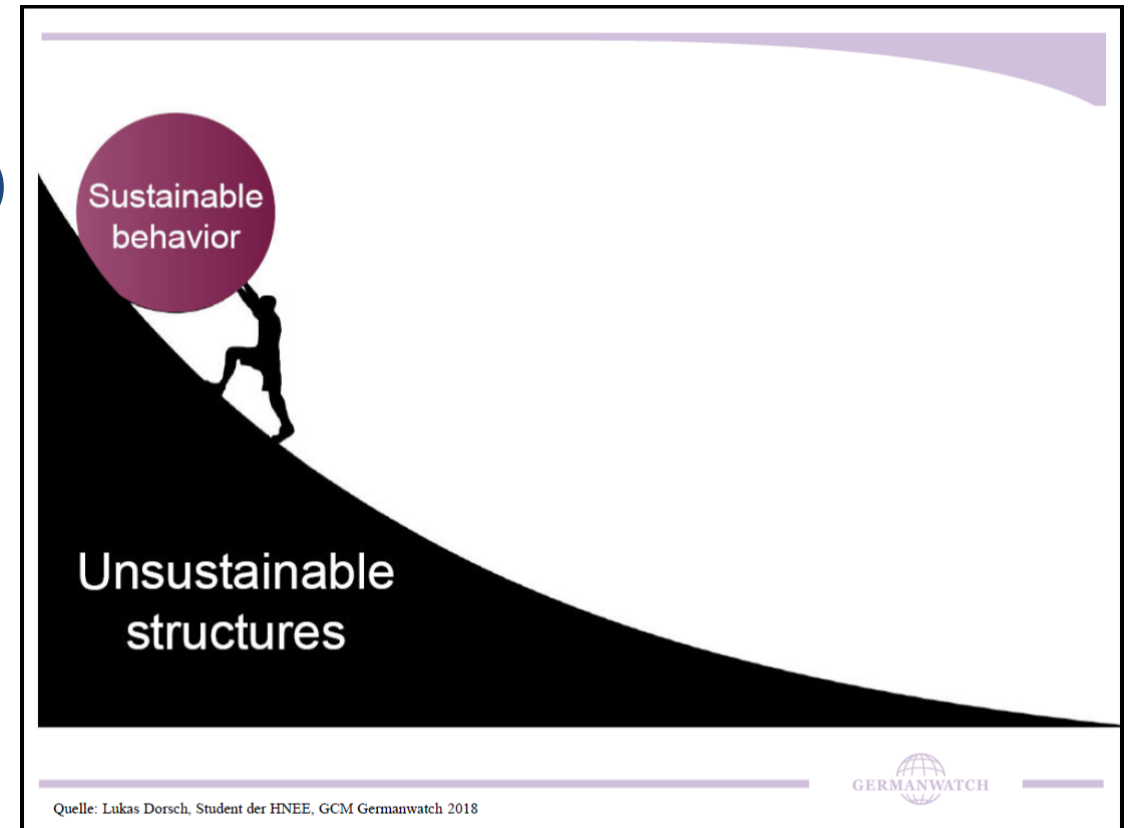 Sustainable
behavior
Unsustainable
structures
GERMANWATCH
Quelle: Lukas Dorsch, Student der HNEE, GCM Germanwatch 2018